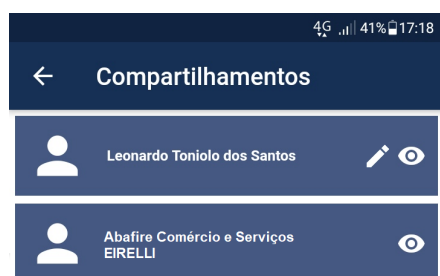 4G 41% 17:18
Compartilhamentos
Leonardo Toniolo dos Santos
Abafire Comércio e Serviços
EIRELLI